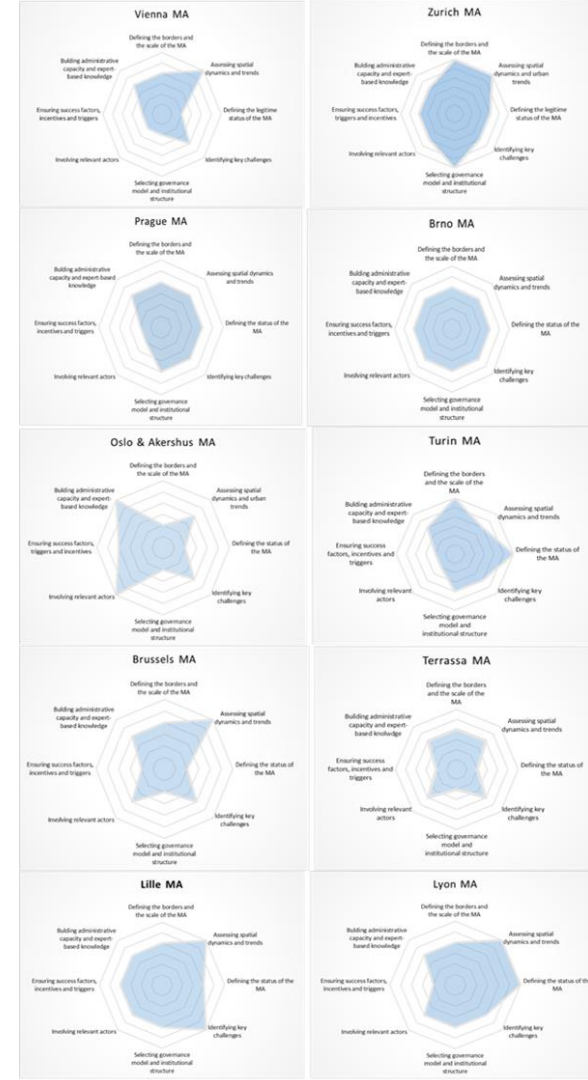 Vienna MA
Defining the borders and
the scale of the MA
Assessing spatial
dynamics and trends
Defining the legitime
status of the MA
Identifying key challenges
Selecting governance
model and institutional
structure
Involving relevant actors
Ensuring success factors,
incentives and triggers
Bulding administrative
capacity and expert-
based knowledge
Zurich MA
Defining the borders and
the scale of the MA
Assessing spatial
dynamics and urban
trends
Defining the legitime
status of the MA
Identifying key
challenges
Selecting governance
model and institutional
structure
Involving relevant actors
Ensuring success factors,
triggers and incentives
Bulding administrative
capacity and expert-
based knowledge
Prague MA
Defining the borders and
the scale of the MA
Assessing spatial dynamics
and trends
Defining the status of the
MA
Identifying key challenges
Selecting governance
model and institutional
structure
Involving relevant actors
Ensuring success factors,
incentives and triggers
Bulding administrative
capacity and expert-based
knowledge
Brno MA
Defining the borders and
the scale of the MA
Assessing spatial
dynamics and trends
Defining the status of the
MA
Identifying key
challenges
Selecting governance
model and institutional
structure
Involving relevant actors
Ensuring success factors,
incentives and triggers
Bulding administrative
capacity and expert-
based knowledge
Oslo & Akershus MA
Defining the borders and
the scale of the MA
Assessing spatial
dynamics and urban
trends
Defining the status of
the MA
Identifying key
challenges
Selecting governance
model and institutional
structure
Involving relevant actors
Ensuring success factors,
triggers and incentives
Bulding administrative
capacity and expert-
based knowledge
Turin MA
Defining the borders
and the scale of the
MA
Assessing spatial
dynamics and trends
Defining the status of
the MA
Identifying key
challenges
Selecting governance
model and
institutional structure
Involving relevant
actors
Ensuring success
factors, incentives and
triggers
Bulding administrative
capacity and expert-
based knowledge
Brussels MA
Defining the borders and
the scale of the MA
Assessing spatial
dynamics and trends
Defining the status of
the MA
Identifying key
challenges
Selecting governance
model and institutional
structure
Involving relevant actors
Ensuring success factors,
incentives and triggers
Bulding administrative
capacity and expert-
based knowledge
Terrassa MA
Defining the borders
and the scale of the
MA
Assessing spatial
dynamics and trends
Defining the status of
the MA
Identifying key
challenges
Selecting governance
model and
institutional structure
Involving relevant
actors
Ensuring success
factors, incentives and
triggers
Bulding administrative
capacity and expert-
based knolwdge
Lille MA
Defining the borders and
the scale of the MA
Assessing spatial
dynamics and trends
Defining the status of the
MA
Identifying key
challenges
Selecting governance
model and institutional
structure
Involving relevant actors
Ensuring success factors,
incentives and triggers
Bulding administrative
capacity and expert-
based knowledge
Lyon MA
Defining the borders and
the scale of the MA
Assessing spatial
dynamics and trends
Defining the status of the
MA
Identifying key
challenges
Selecting governance
model and institutional
structure
Involving relevant actors
Ensuring success factors,
incentives and triggers
Bulding administrative
capacity and expert-
based knowledge